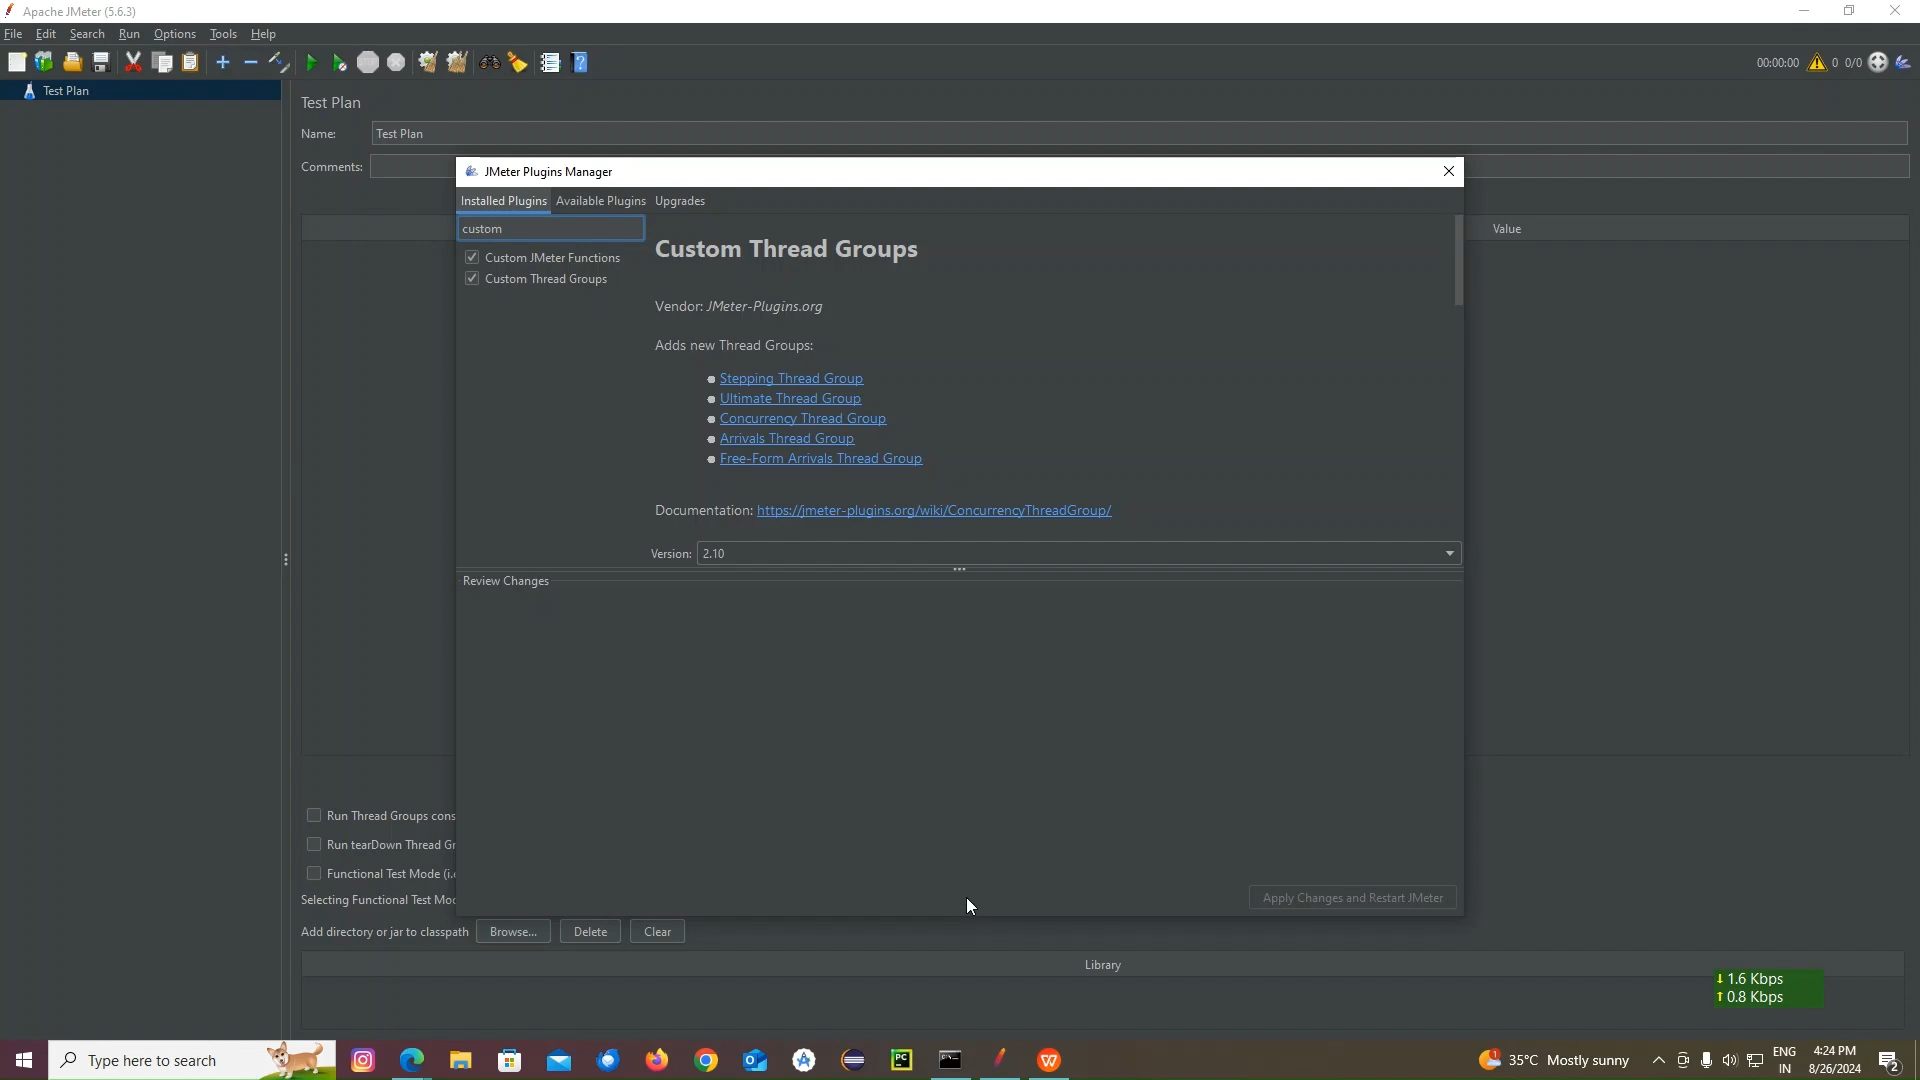 Apache JMeter (5.6.3)
File Edit Search Run Options Tools Help
00:00:00 0 0/0
Test Plan
Test Plan
Name: Test Plan
Comments:
JMeter Plugins Manager
Installed Plugins Available Plugins Upgrades
custom
Custom JMeter Functions
Custom Thread Groups
Custom Thread Groups
Vendor: JMeter-Plugins.org
Adds new Thread Groups:
Stepping Thread Group
Ultimate Thread Group
Concurrency Thread Group
Arrivals Thread Group
Free-Form Arrivals Thread Group
Documentation: https://jmeter-plugins.org/wiki/ConcurrencyThreadGroup/
Version: 2.10
Review Changes
Apply Changes and Restart JMeter
Value
Run Thread Groups cons
Run tearDown Thread Gr
Functional Test Mode (i.e
Selecting Functional Test Mod
Add directory or jar to classpath Browse... Delete Clear
Library
1.6 Kbps
0.8 Kbps
Type here to search
PC
W
1
35°C Mostly sunny
ENG
IN
4:24 PM
8/26/2024
2